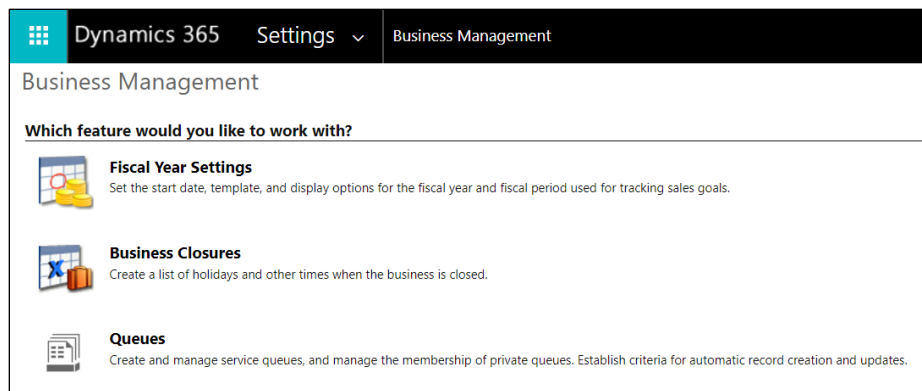 Dynamics 365 Settings Business Management
Business Management
Which feature would you like to work with?
Fiscal Year Settings
Set the start date, template, and display options for the fiscal year and fiscal period used for tracking sales goals.
Business Closures
Create a list of holidays and other times when the business is closed.
Queues
Create and manage service queues, and manage the membership of private queues. Establish criteria for automatic record creation and updates.